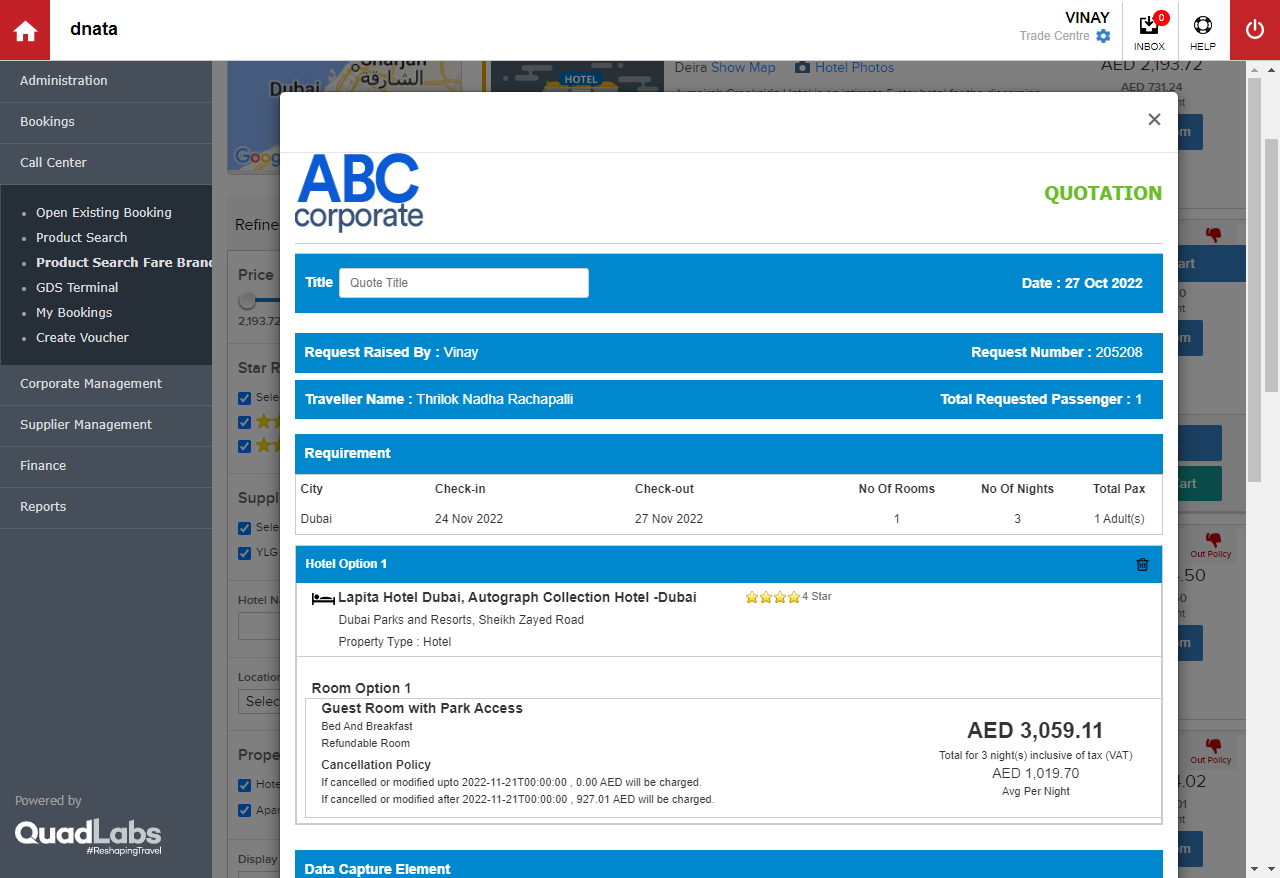 dnata
VINAY
Trade Centre
0
INBOX
HELP
Administration
Bookings
Call Center
Open Existing Booking
Product Search
Product Search Fare Brand
GDS Terminal
My Bookings
Create Voucher
Corporate Management
Supplier Management
Finance
Reports
Powered by
QuadLabs
#ReshapingTravel
Dubai
الشارقة
HOTEL
Deira Show Map
Hotel Photos
AED 2,193.72
AED 731.24
Refine
Price
2,193.72
Star R
Sele
Suppl
Sele
YLG
Hotel N
Location
Selec
Prope
Hote
Apar
Display
×
ABC
corporate
QUOTATION
Title
Quote Title
Date : 27 Oct 2022
Request Raised By : Vinay
Request Number : 205208
Traveller Name : Thrilok Nadha Rachapalli
Total Requested Passenger : 1
Requirement
City Check-in Check-out No Of Rooms No Of Nights Total Pax
Dubai 24 Nov 2022 27 Nov 2022 1 3 1 Adult(s)
Hotel Option 1
Lapita Hotel Dubai, Autograph Collection Hotel -Dubai
4 Star
Dubai Parks and Resorts, Sheikh Zayed Road
Property Type : Hotel
Room Option 1
Guest Room with Park Access
Bed And Breakfast
Refundable Room
Cancellation Policy
If cancelled or modified upto 2022-11-21T00:00:00 , 0.00 AED will be charged.
If cancelled or modified after 2022-11-21T00:00:00 , 927.01 AED will be charged.
AED 3,059.11
Total for 3 night(s) inclusive of tax (VAT)
AED 1,019.70
Avg Per Night
Data Capture Element
om
art
om
Cart
Out Policy
.50
om
Out Policy
.02
om